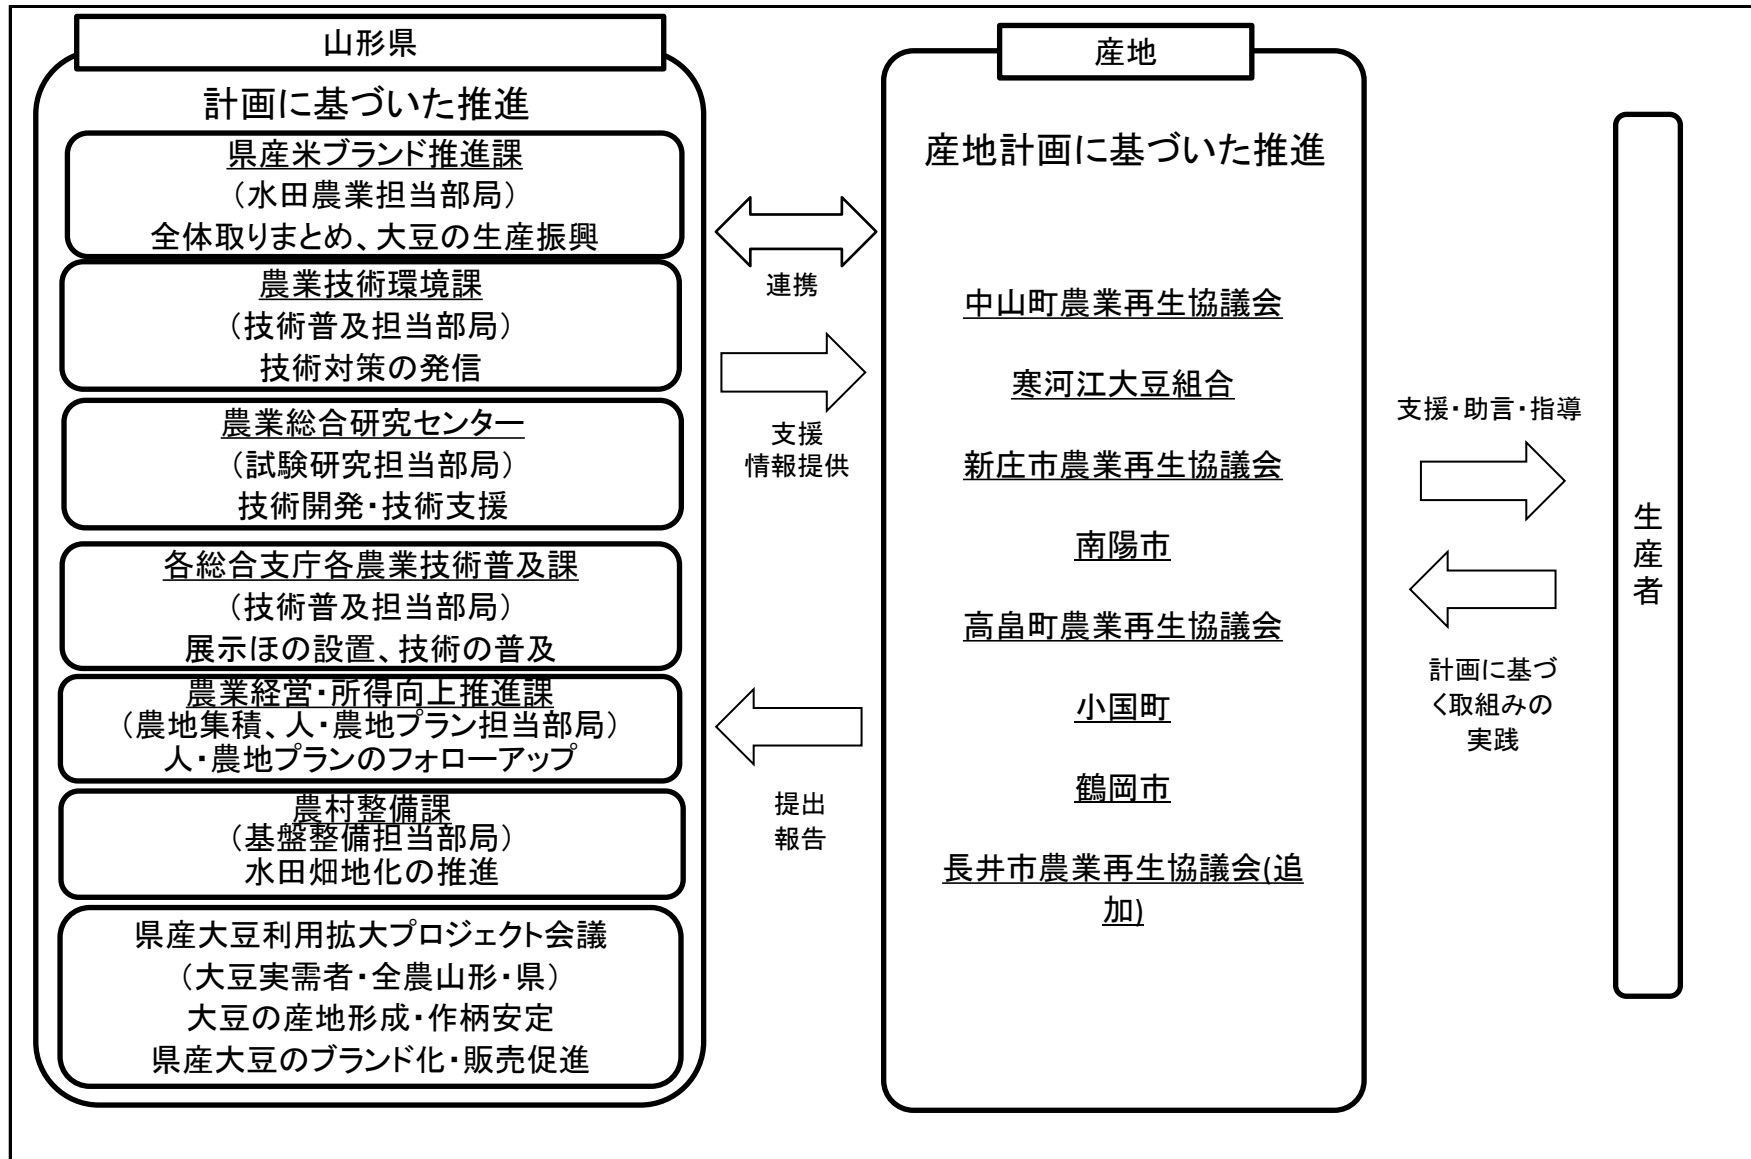 山形県
計画に基づいた推進
県産米ブランド推進課
（水田農業担当部局）
全体取りまとめ、大豆の生産振興
農業技術環境課
（技術普及担当部局）
技術対策の発信
農業総合研究センター
（試験研究担当部局）
技術開発・技術支援
各総合支庁各農業技術普及課
（技術普及担当部局）
展示ほの設置、技術の普及
農業経営・所得向上推進課
（農地集積、人・農地プラン担当部局）
人・農地プランのフォローアップ
農村整備課
（基盤整備担当部局）
水田畑地化の推進
県産大豆利用拡大プロジェクト会議
（大豆実需者・全農山形・県）
大豆の産地形成・作柄安定
県産大豆のブランド化・販売促進
連携
支援
情報提供
提出
報告
産地
産地計画に基づいた推進
中山町農業再生協議会
寒河江大豆組合
新庄市農業再生協議会
南陽市
高畠町農業再生協議会
小国町
鶴岡市
長井市農業再生協議会(追
加)
支援・助言・指導
計画に基づ
く取組みの
実践
生産者